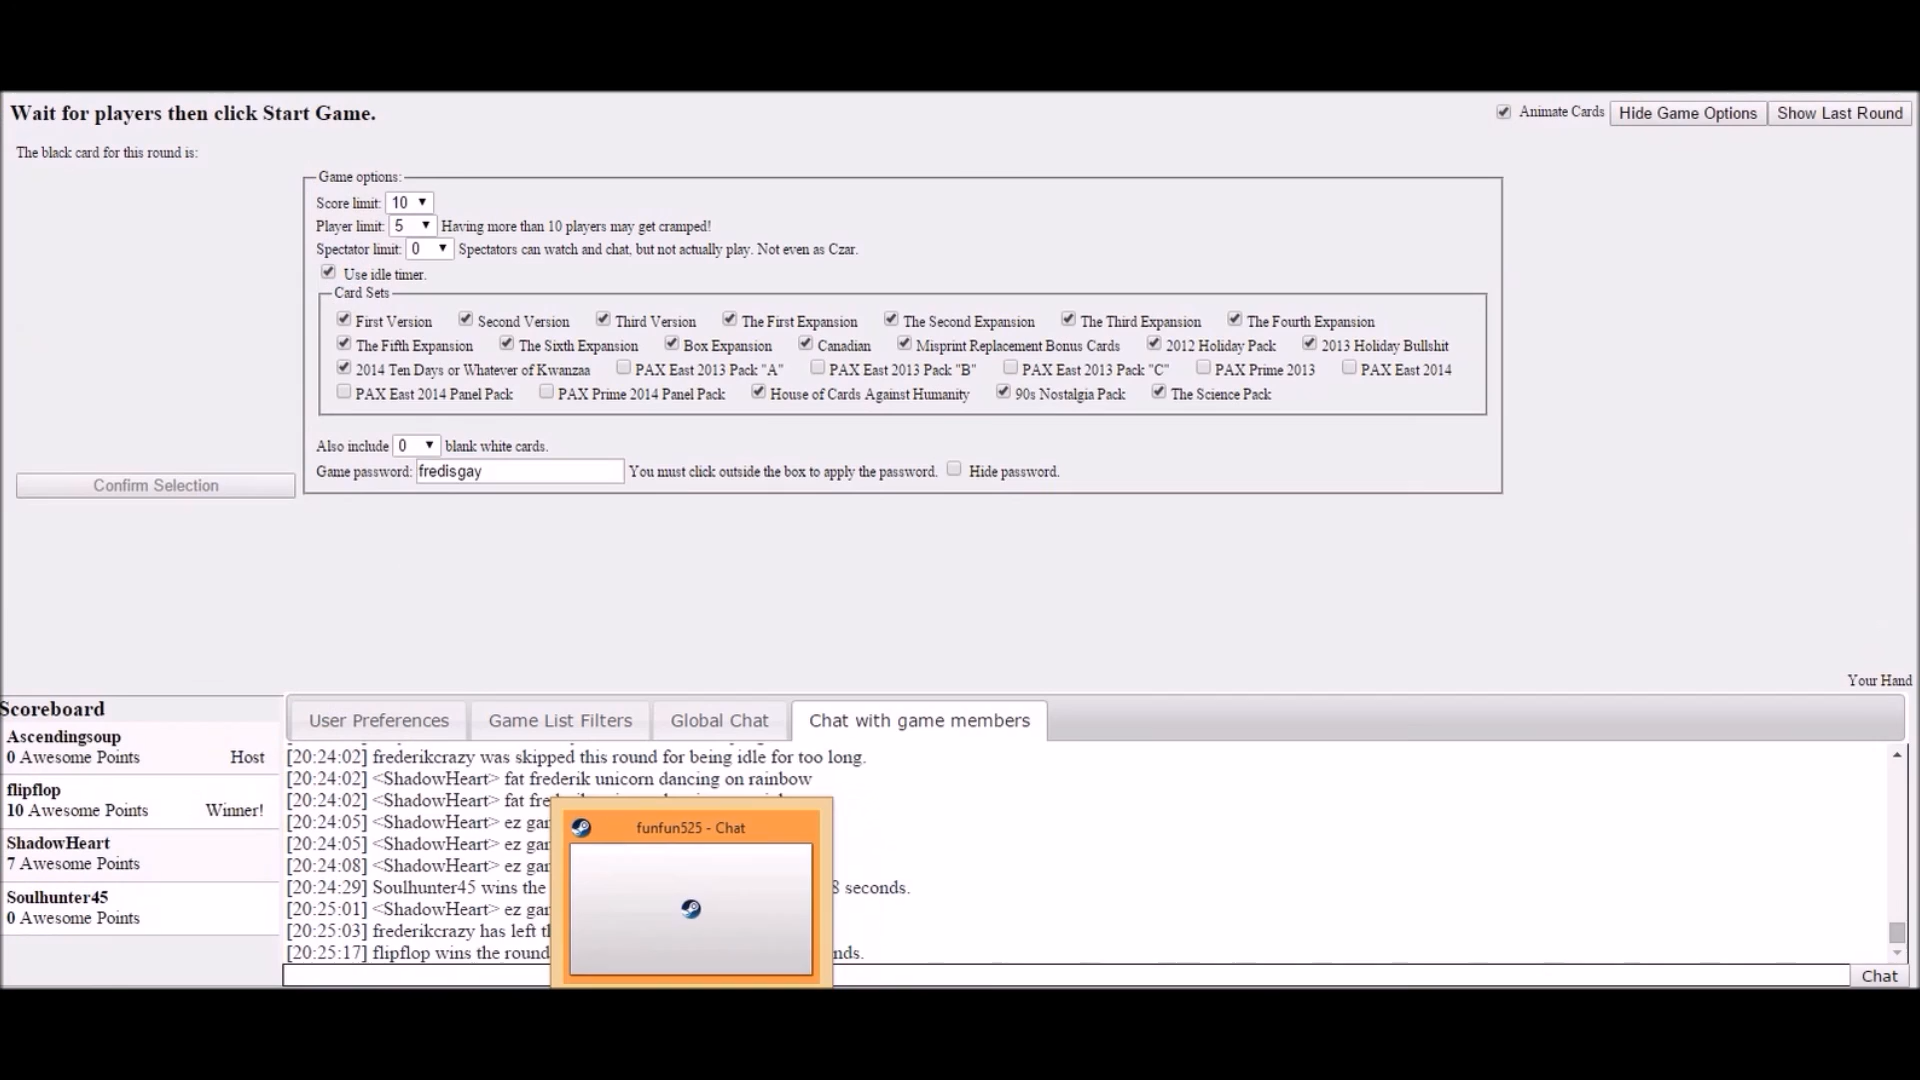 Wait for players then click Start Game.
Animate Cards Hide Game Options Show Last Round
The black card for this round is:
Game options:
Score limit: 10
Player limit: 5 Having more than 10 players may get cramped!
Spectator limit: 0 Spectators can watch and chat, but not actually play. Not even as Czar.
Use idle timer.
Card Sets
First Version Second Version Third Version The First Expansion The Second Expansion The Third Expansion The Fourth Expansion
The Fifth Expansion The Sixth Expansion Box Expansion Canadian Misprint Replacement Bonus Cards 2012 Holiday Pack 2013 Holiday Bullshit
2014 Ten Days or Whatever of Kwanzaa PAX East 2013 Pack "A" PAX East 2013 Pack "B" PAX East 2013 Pack "C" PAX Prime 2013 PAX East 2014
PAX East 2014 Panel Pack PAX Prime 2014 Panel Pack House of Cards Against Humanity 90s Nostalgia Pack The Science Pack
Also include 0 blank white cards.
Game password: fredisgay You must click outside the box to apply the password. Hide password.
Confirm Selection
Your Hand
Scoreboard
Ascendingsoup
0 Awesome Points Host
flipflop
10 Awesome Points Winner!
ShadowHeart
7 Awesome Points
Soulhunter45
0 Awesome Points
User Preferences Game List Filters Global Chat Chat with game members
[20:24:02] frederikcrazy was skipped this round for being idle for too long.
[20:24:02] <ShadowHeart> fat frederik unicorn dancing on rainbow
[20:24:02] <ShadowHeart> fat
[20:24:05] <ShadowHeart> ez
[20:24:05] <ShadowHeart> ez
[20:24:08] <ShadowHeart> ez
[20:24:29] Soulhunter45 wins the 8 seconds.
[20:25:01] <ShadowHeart> ez
[20:25:03] frederikcrazy has left
[20:25:17] flipflop wins the round
funfun525 - Chat
Chat